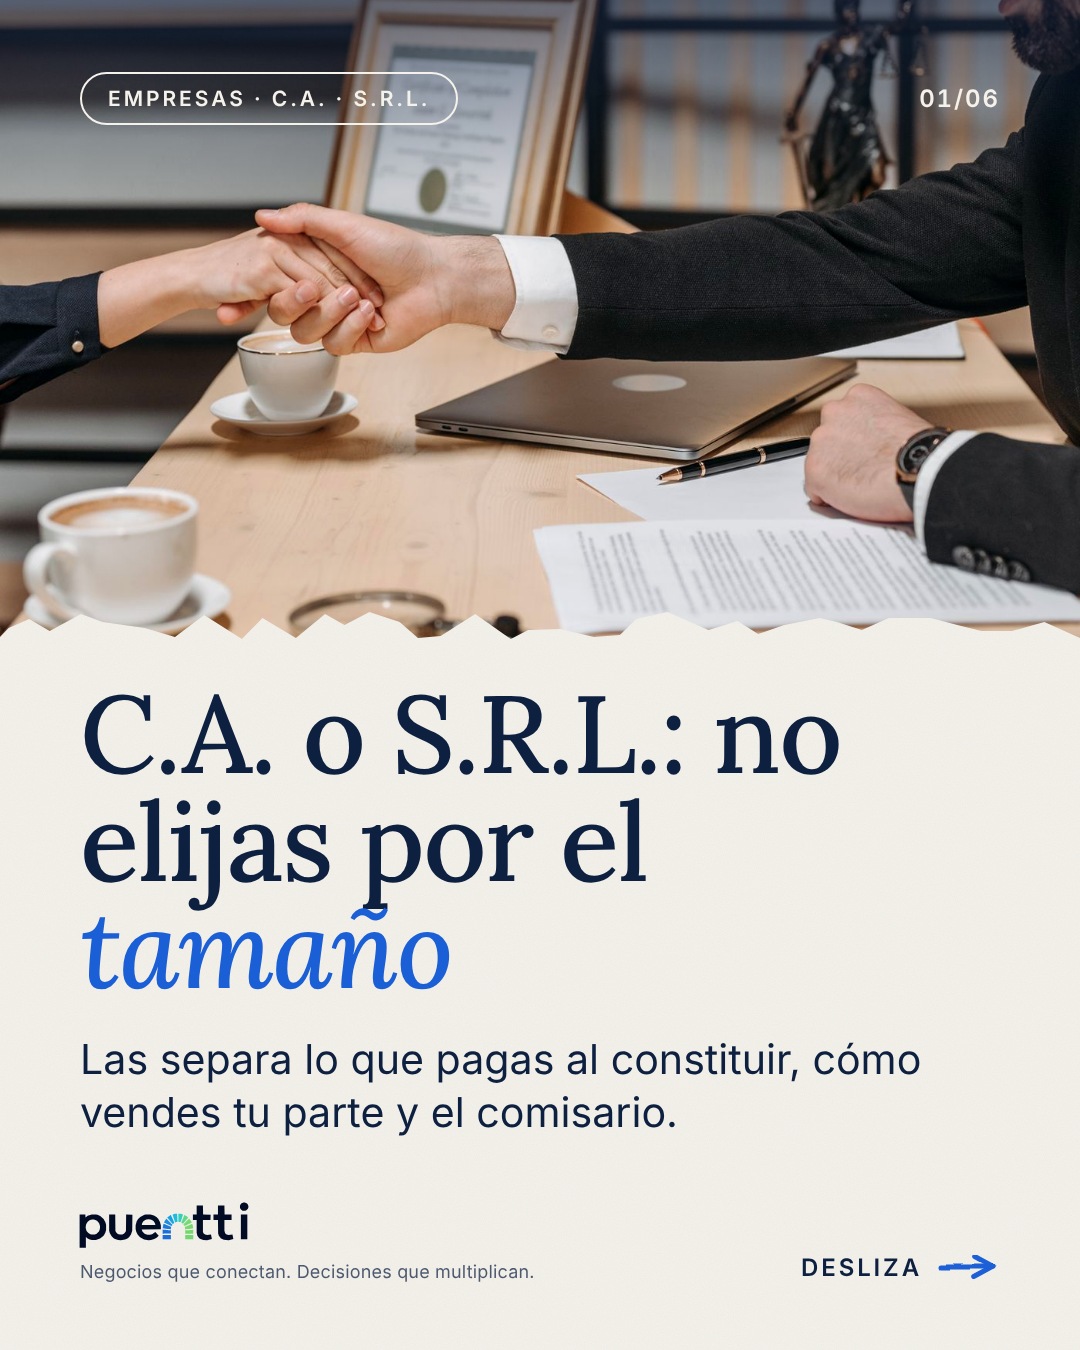 EMPRESAS · C.A. · S.R.L.
01/06
C.A. o S.R.L.: no
elijas por el
tamaño
Las separa lo que pagas al constituir, cómo
vendes tu parte y el comisario.
puentti
Negocios que conectan. Decisiones que multiplican.
DESLIZA